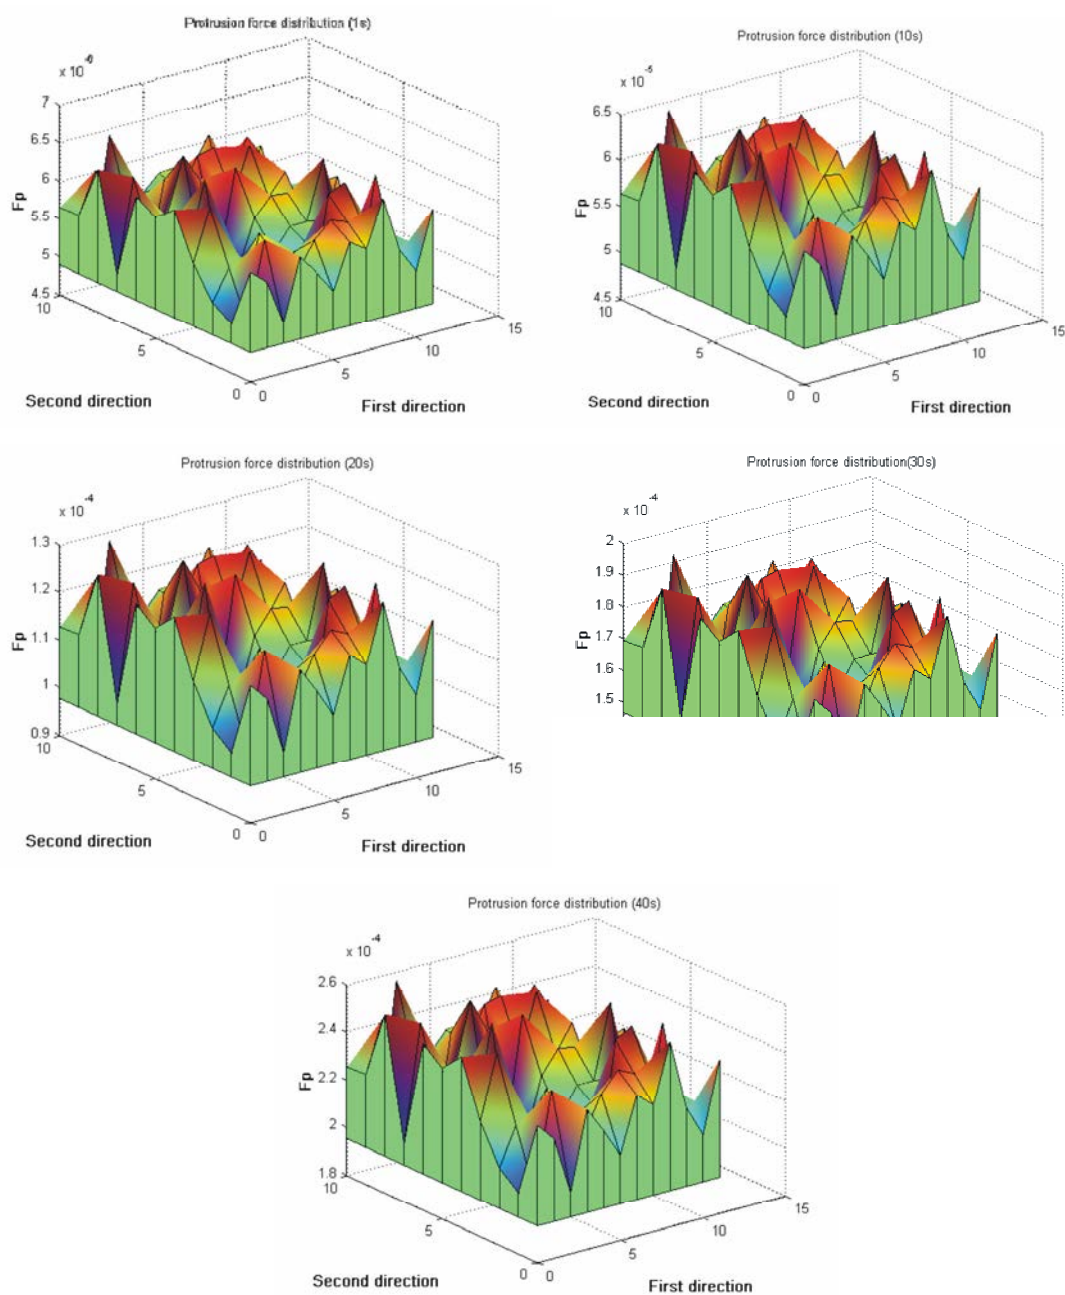 Protrusion force distribution (1s)
x 10^-6
Fp
7
6.5
6
5.5
5
4.5
10
5
0
0
5
10
15
Second direction
First direction
Protrusion force distribution (10s)
x 10^-5
Fp
6.5
6
5.5
5
4.5
10
5
0
0
5
10
15
Second direction
First direction
Protrusion force distribution (20s)
x 10^-4
Fp
1.3
1.2
1.1
1
0.9
10
5
0
0
5
10
15
Second direction
First direction
Protrusion force distribution(30s)
x 10^-4
Fp
2
1.9
1.8
1.7
1.6
1.5
Protrusion force distribution (40s)
x 10^-4
Fp
2.6
2.4
2.2
2
1.8
10
5
0
0
5
10
15
Second direction
First direction